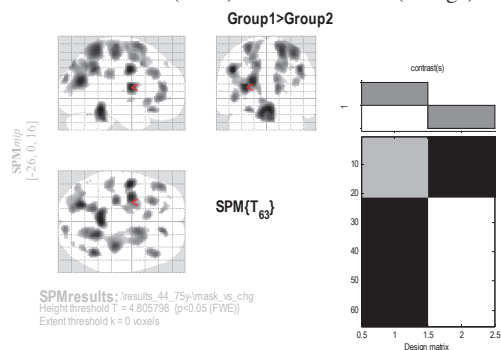 Group1>Group2
contrast(s)
1
SPMmip
[-26, 0, 16]
<
<
<
SPM{T63}
10
20
30
40
50
60
0.5 1 1.5 2 2.5
Design matrix
SPMresults: .\results_44_75y\mask_vs_chg
Height threshold T = 4.805798 {p<0.05 (FWE)}
Extent threshold k = 0 voxels